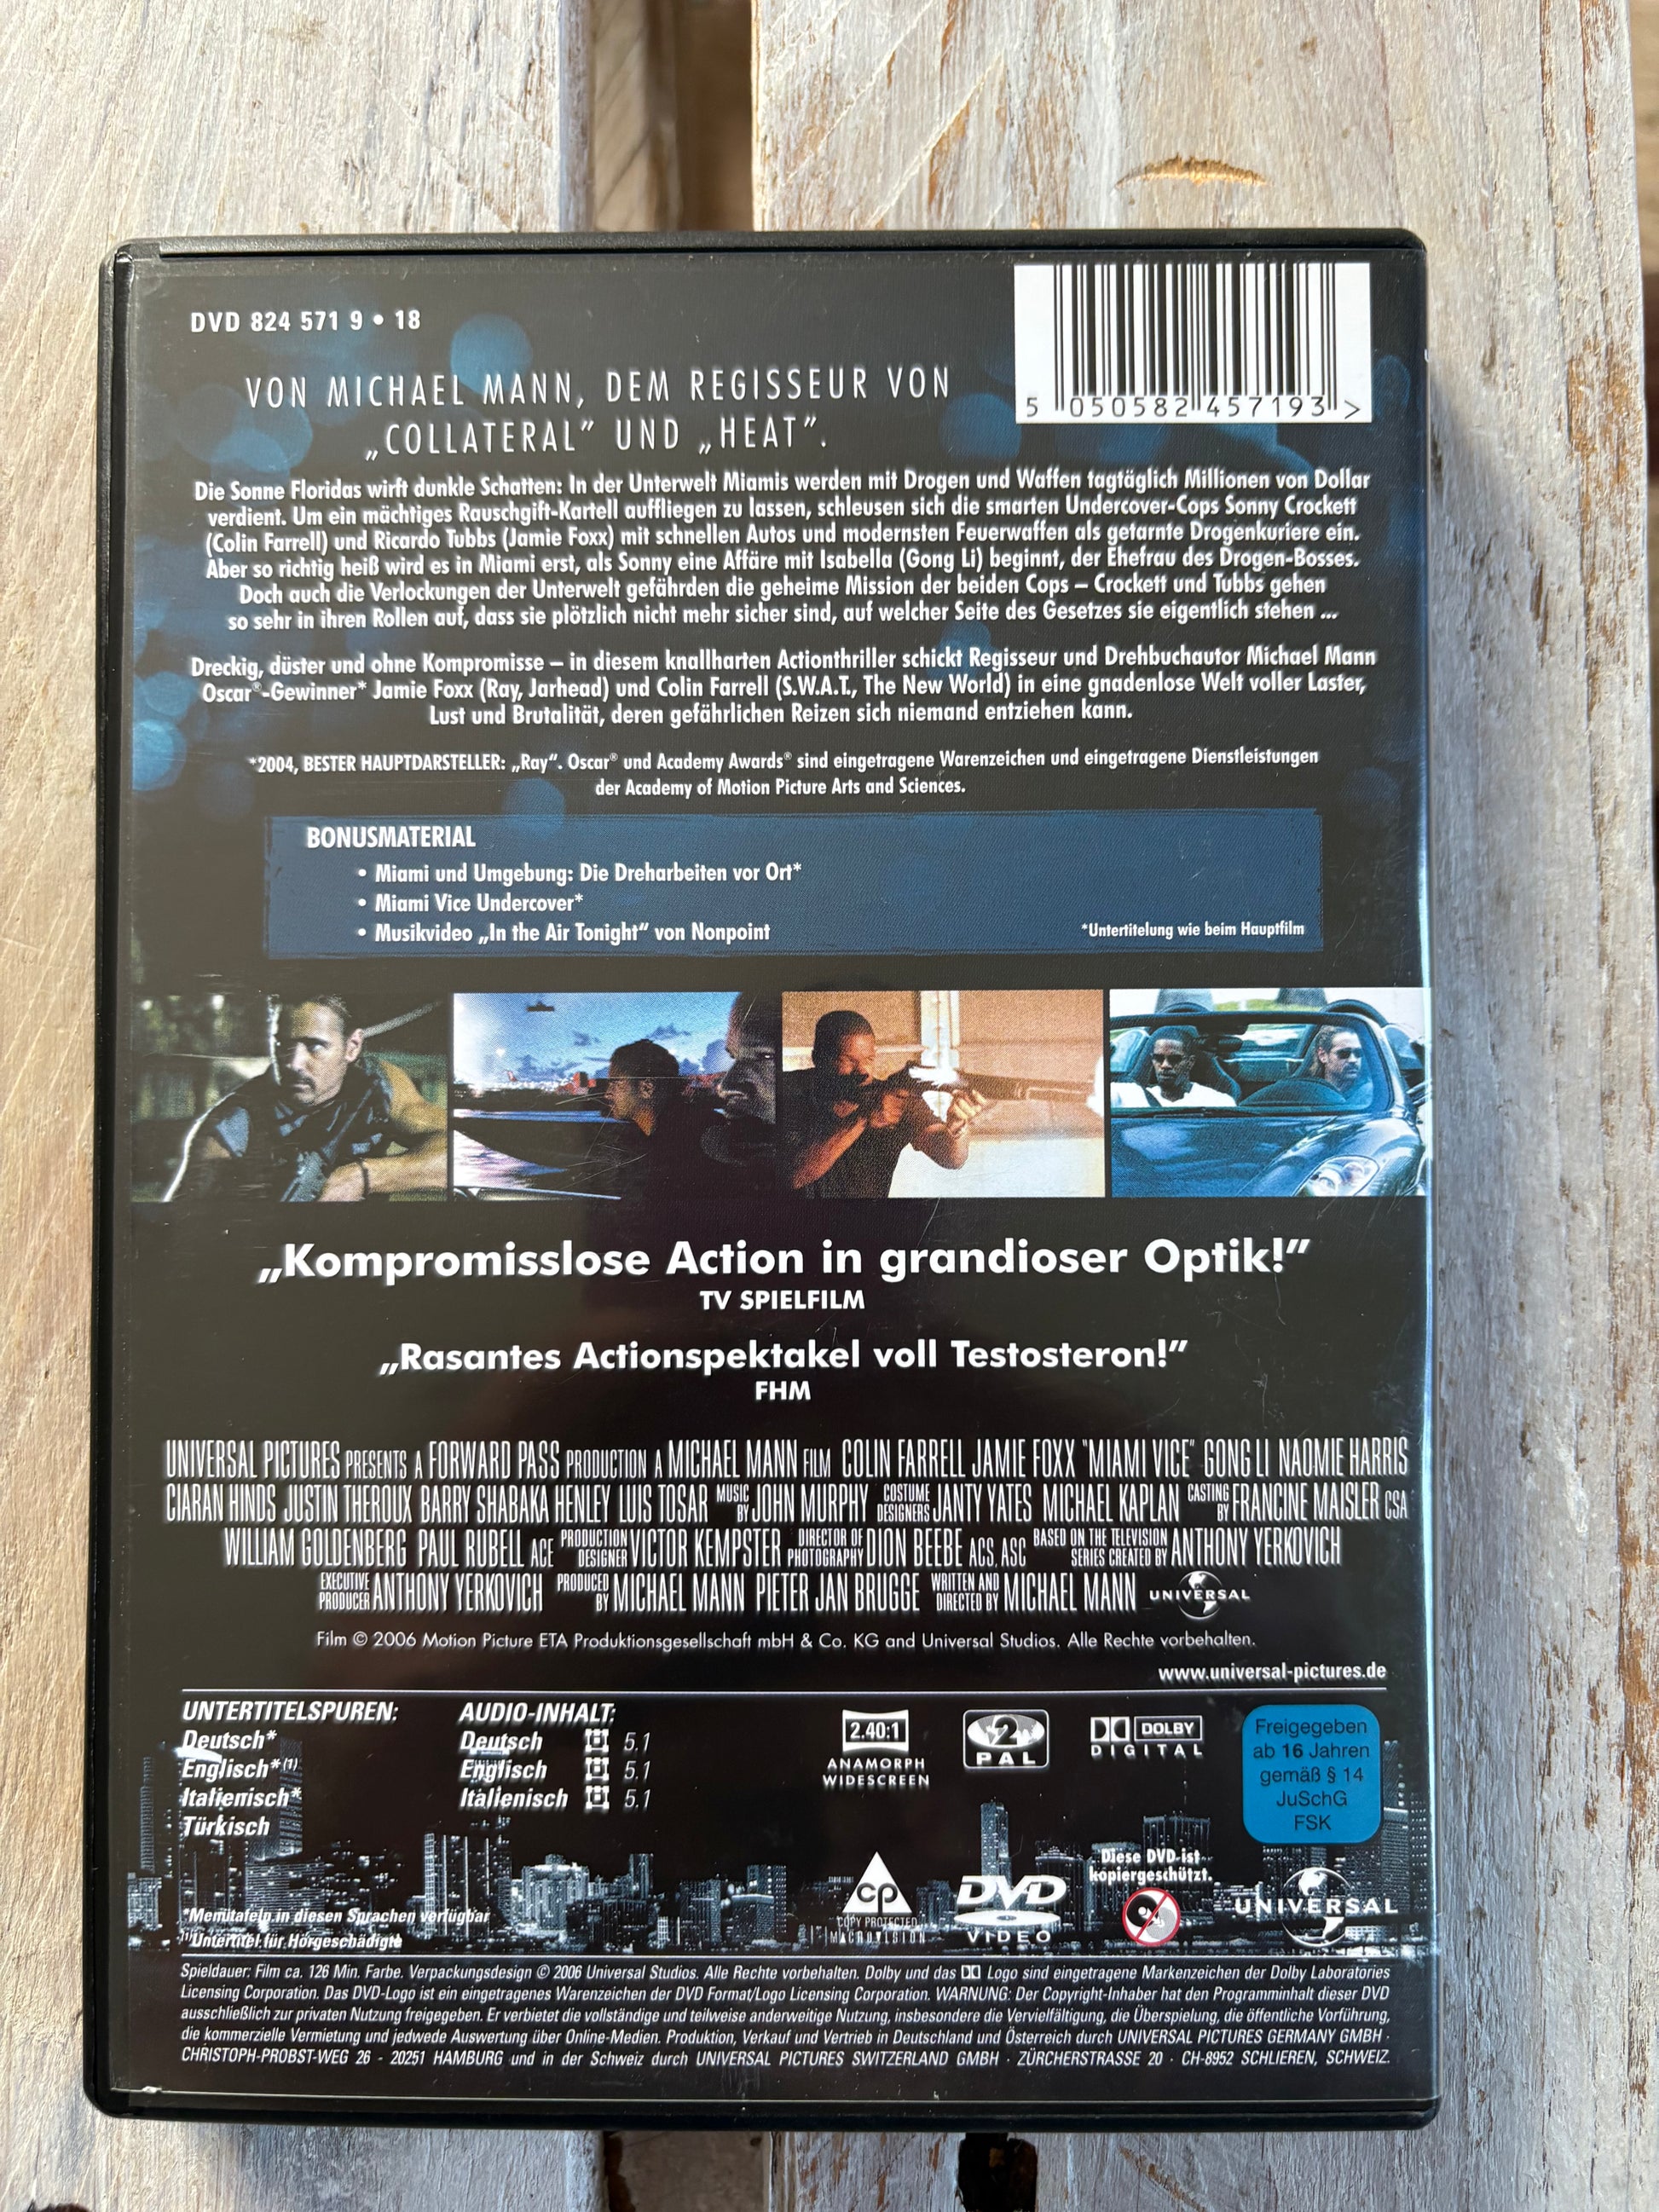 DVD 824 571 9 • 18
5 050582 457193 >
VON MICHAEL MANN, DEM REGISSEUR VON
„COLLATERAL” UND „HEAT”.
Die Sonne Floridas wirft dunkle Schatten: In der Unterwelt Miamis werden mit Drogen und Waffen tagtäglich Millionen von Dollar
verdient. Um ein mächtiges Rauschgift-Kartell auffliegen zu lassen, schleusen sich die smarten Undercover-Cops Sonny Crockett
(Colin Farrell) und Ricardo Tubbs (Jamie Foxx) mit schnellen Autos und modernsten Feuerwaffen als getarnte Drogenkuriere ein.
Aber so richtig heiß wird es in Miami erst, als Sonny eine Affäre mit Isabella (Gong Li) beginnt, der Ehefrau des Drogen-Bosses.
Doch auch die Verlockungen der Unterwelt gefährden die geheime Mission der beiden Cops – Crockett und Tubbs gehen
so sehr in ihren Rollen auf, dass sie plötzlich nicht mehr sicher sind, auf welcher Seite des Gesetzes sie eigentlich stehen ...
Dreckig, düster und ohne Kompromisse – in diesem knallharten Actionthriller schickt Regisseur und Drehbuchautor Michael Mann
Oscar®-Gewinner* Jamie Foxx (Ray, Jarhead) und Colin Farrell (S.W.A.T., The New World) in eine gnadenlose Welt voller Laster,
Lust und Brutalität, deren gefährlichen Reizen sich niemand entziehen kann.
*2004, BESTER HAUPTDARSTELLER: „Ray“. Oscar® und Academy Awards® sind eingetragene Warenzeichen und eingetragene Dienstleistungen
der Academy of Motion Picture Arts and Sciences.
BONUSMATERIAL
• Miami und Umgebung: Die Dreharbeiten vor Ort*
• Miami Vice Undercover*
• Musikvideo „In the Air Tonight“ von Nonpoint
*Untertitelung wie beim Hauptfilm
„Kompromisslose Action in grandioser Optik!”
TV SPIELFILM
„Rasantes Actionspektakel voll Testosteron!”
FHM
UNIVERSAL PICTURES PRESENTS A FORWARD PASS PRODUCTION A MICHAEL MANN FILM COLIN FARRELL JAMIE FOXX "MIAMI VICE" GONG LI NAOMIE HARRIS
CIARAN HINDS JUSTIN THEROUX BARRY SHABAKA HENLEY LUIS TOSAR MUSIC BY JOHN MURPHY COSTUME DESIGNERS JANTY YATES MICHAEL KAPLAN CASTING BY FRANCINE MAISLER CSA
WILLIAM GOLDENBERG PAUL RUBELL ACE PRODUCTION DESIGNER VICTOR KEMPSTER DIRECTOR OF PHOTOGRAPHY DION BEEBE ACS, ASC BASED ON THE TELEVISION SERIES CREATED BY ANTHONY YERKOVICH
EXECUTIVE PRODUCER ANTHONY YERKOVICH PRODUCED BY MICHAEL MANN PIETER JAN BRUGGE WRITTEN AND DIRECTED BY MICHAEL MANN UNIVERSAL
Film © 2006 Motion Picture ETA Produktionsgesellschaft mbH & Co. KG and Universal Studios. Alle Rechte vorbehalten.
www.universal-pictures.de
UNTERTITELSPUREN:
Deutsch*
Englisch*(1)
Italienisch*
Türkisch
AUDIO-INHALT:
Deutsch 5.1
Englisch 5.1
Italienisch 5.1
2.40:1
ANAMORPH
WIDESCREEN
2
PAL
DOLBY
DIGITAL
Freigegeben
ab 16 Jahren
gemäß § 14
JuSchG
FSK
*Menütafeln in diesen Sprachen verfügbar
(1)Untertitel für Hörgeschädigte
cp
COPY PROTECTED
MACROVISION
DVD
VIDEO
Diese DVD ist
kopiergeschützt.
UNIVERSAL
Spieldauer: Film ca. 126 Min. Farbe. Verpackungsdesign © 2006 Universal Studios. Alle Rechte vorbehalten. Dolby und das Logo sind eingetragene Markenzeichen der Dolby Laboratories
Licensing Corporation. Das DVD-Logo ist ein eingetragenes Warenzeichen der DVD Format/Logo Licensing Corporation. WARNUNG: Der Copyright-Inhaber hat den Programminhalt dieser DVD
ausschließlich zur privaten Nutzung freigegeben. Er verbietet die vollständige und teilweise anderweitige Nutzung, insbesondere die Vervielfältigung, die Überspielung, die öffentliche Vorführung,
die kommerzielle Vermietung und jedwede Auswertung über Online-Medien. Produktion, Verkauf und Vertrieb in Deutschland und Österreich durch UNIVERSAL PICTURES GERMANY GMBH ·
CHRISTOPH-PROBST-WEG 26 - 20251 HAMBURG und in der Schweiz durch UNIVERSAL PICTURES SWITZERLAND GMBH · ZÜRCHERSTRASSE 20 · CH-8952 SCHLIEREN, SCHWEIZ.